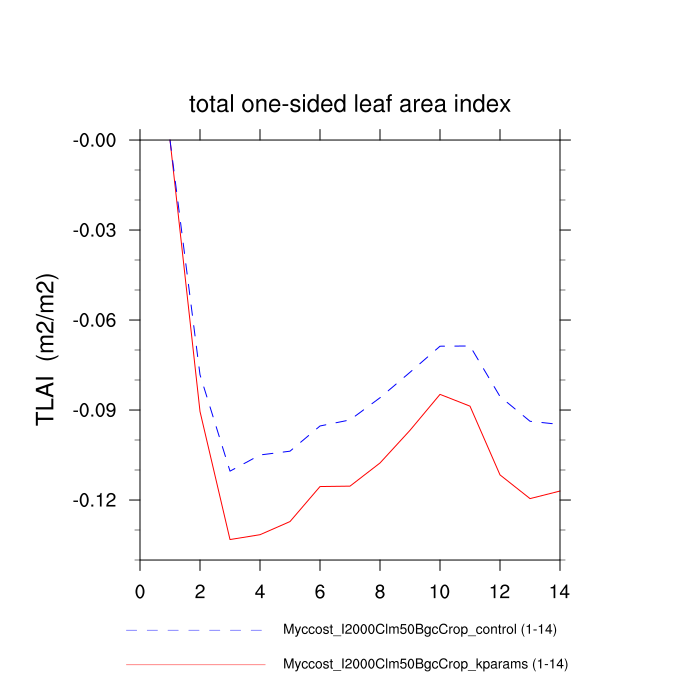 total one-sided leaf area index
TLAI (m2/m2)
-0.00
-0.03
-0.06
-0.09
-0.12
0 2 4 6 8 10 12 14
Myccost_I2000Clm50BgcCrop_control (1-14)
Myccost_I2000Clm50BgcCrop_kparams (1-14)